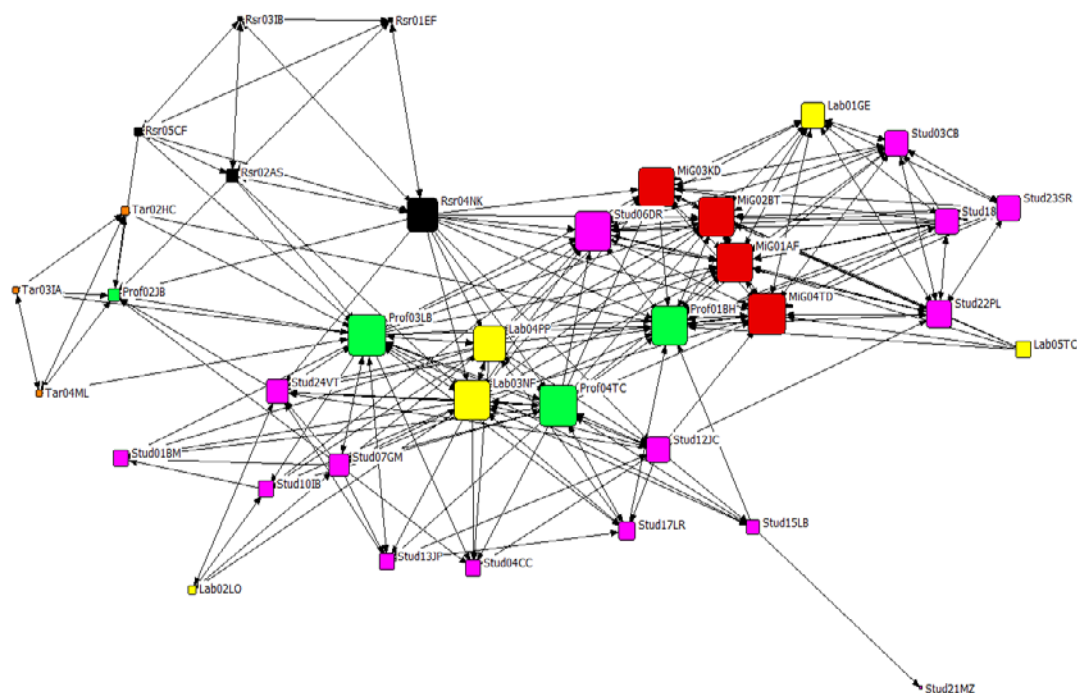 Rsr03IB
Rsr01EF
Lab01GE
Rsr05CF
Stud03CB
MiG03KD
Rsr02AS
Rsr04NK
MiG02BT
Stud23SR
Tar02HC
Stud06DR
Stud18
MiG01AF
Tar03IA
Prof02JB
MiG04TD
Stud22PL
Prof03LB
Prof01BH
Lab04PP
Lab05TC
Stud24VT
Lab03NF
Prof04TC
Tar04ML
Stud12JC
Stud01BM
Stud07GM
Stud10IB
Stud17LR
Stud15LB
Stud13JP
Stud04CC
Lab02LO
Stud21MZ